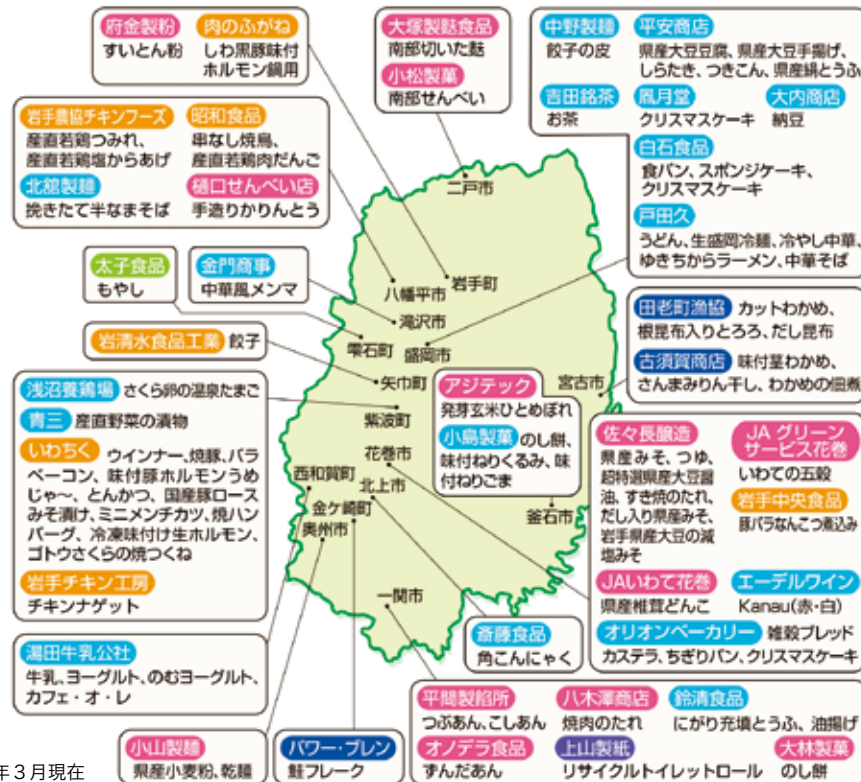 府金製粉 肉のふがね
すいとん粉 しわ黒豚味付
ホルモン鍋用
大塚製麩食品
南部切いた麩
小松製菓
南部せんべい
中野製麺 平安商店
餃子の皮 県産大豆豆腐、県産大豆手揚げ、
しらたき、つきこん、県産絹とうふ
吉田銘茶 鳳月堂 大内商店
お茶 クリスマスケーキ 納豆
白石食品
食パン、スポンジケーキ、
クリスマスケーキ
戸田久
うどん、生盛岡冷麺、冷やし中華、
ゆきちからラーメン、中華そば
岩手農協チキンフーズ 昭和食品
産直若鶏つみれ、 串なし焼鳥、
産直若鶏塩からあげ 産直若鶏肉だんご
北舘製麺 樋口せんべい店
挽きたて半なまそば 手造りかりんとう
太子食品
もやし
金門商事
中華風メンマ
岩清水食品工業 餃子
二戸市
八幡平市
岩手町
滝沢市
雫石町
盛岡市
矢巾町
紫波町
宮古市
花巻市
西和賀町
北上市
金ケ崎町
奥州市
釜石市
一関市
田老町漁協 カットわかめ、
根昆布入りとろろ、だし昆布
古須賀商店 味付茎わかめ、
さんまみりん干し、わかめの佃煮
アジテック
発芽玄米ひとめぼれ
小島製菓 のし餅、
味付ねりくるみ、味
付ねりごま
浅沼養鶏場 さくら卵の温泉たまご
青三 産直野菜の漬物
いわちく ウインナー、焼豚、バラ
ベーコン、味付豚ホルモンうめ
じゃ〜、とんかつ、国産豚ロース
みそ漬け、ミニメンチカツ、焼ハン
バーグ、冷凍味付け生ホルモン、
ゴトウさくらの焼つくね
岩手チキン工房
チキンナゲット
佐々長醸造
県産みそ、つゆ、
超特選県産大豆醤
油、すき焼のたれ、
だし入り県産みそ、
岩手県産大豆の減
塩みそ
JA グリーン
サービス花巻
いわての五穀
岩手中央食品
豚バラなんこつ煮込み
JAいわて花巻 エーデルワイン
県産椎茸どんこ Kanau(赤・白)
オリオンベーカリー 雑穀ブレッド
カステラ、ちぎりパン、クリスマスケーキ
湯田牛乳公社
牛乳、ヨーグルト、のむヨーグルト、
カフェ・オ・レ
斎藤食品
角こんにゃく
小山製麺
県産小麦粉、乾麺
パワー・ブレン
鮭フレーク
平間製餡所 八木澤商店 鈴清食品
つぶあん、こしあん 焼肉のたれ にがり充填とうふ、油揚げ
オノデラ食品 上山製紙 大林製菓
ずんだあん リサイクルトイレットロール のし餅
年3月現在